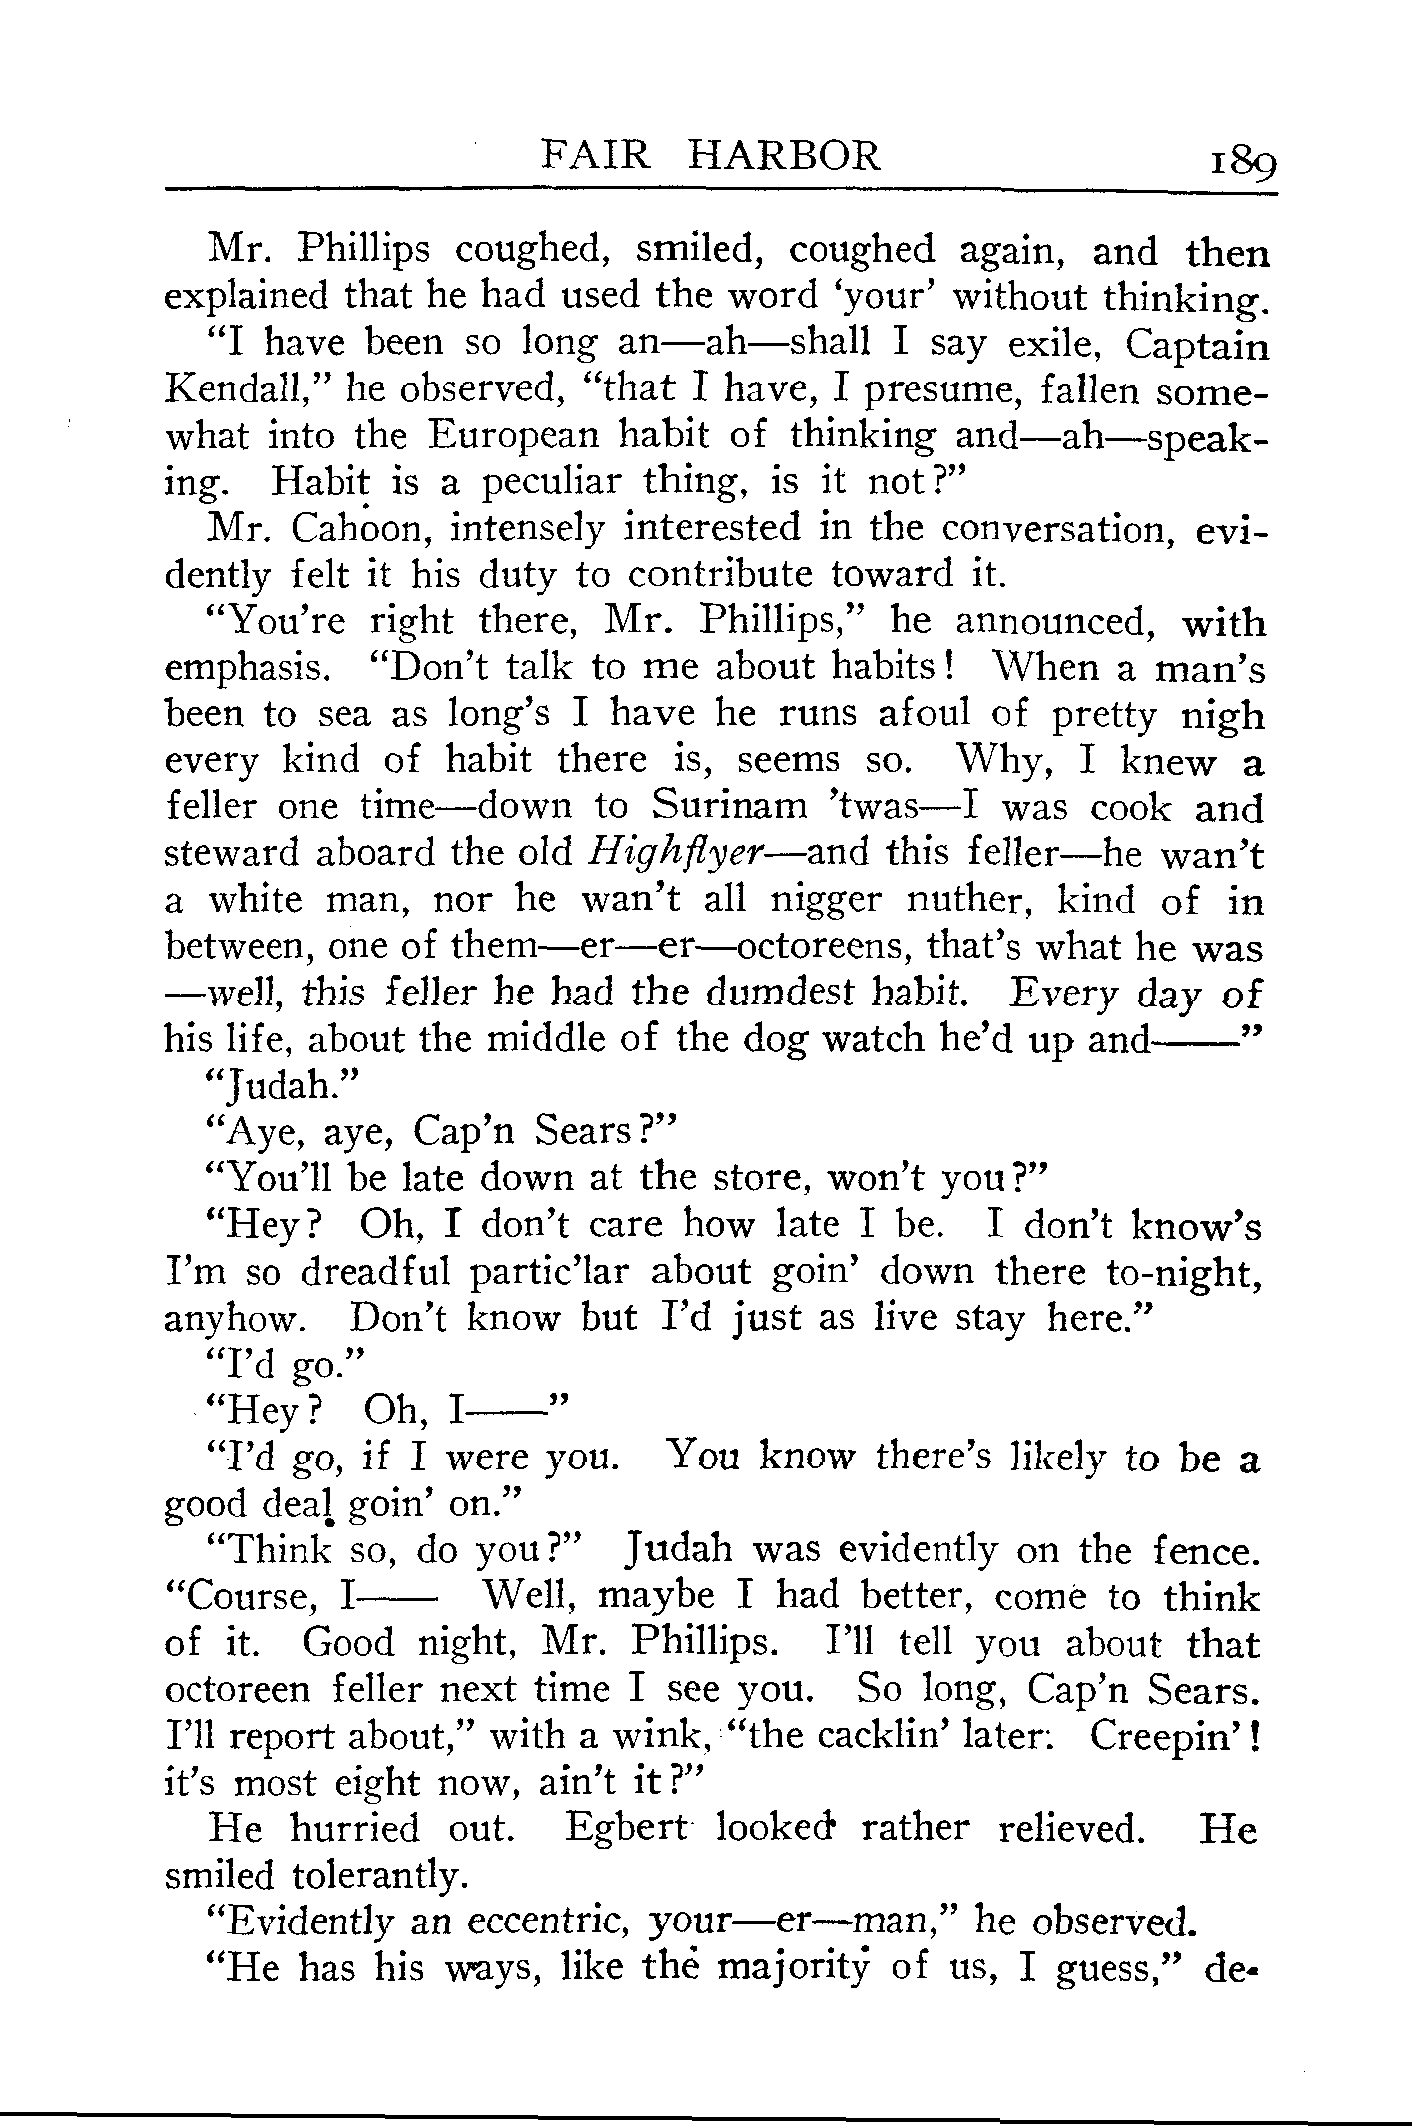 FAIR HARBOR 189
Mr. Phillips coughed, smiled, coughed again, and then
explained that he had used the word ‘your’ without thinking.
“I have been so long an—ah—shall I say exile, Captain
Kendall,” he observed, “that I have, I presume, fallen some-
what into the European habit of thinking and—ah—speak-
ing. Habit is a peculiar thing, is it not?”
Mr. Cahoon, intensely interested in the conversation, evi-
dently felt it his duty to contribute toward it.
“You’re right there, Mr. Phillips,” he announced, with
emphasis. “Don’t talk to me about habits! When a man’s
been to sea as long’s I have he runs afoul of pretty nigh
every kind of habit there is, seems so. Why, I knew a
feller one time—down to Surinam ’twas—I was cook and
steward aboard the old Highflyer—and this feller—he wan’t
a white man, nor he wan’t all nigger nuther, kind of in
between, one of them—er—er—octoreens, that’s what he was
—well, this feller he had the dumdest habit. Every day of
his life, about the middle of the dog watch he’d up and——”
“Judah.”
“Aye, aye, Cap’n Sears?”
“You’ll be late down at the store, won’t you?”
“Hey? Oh, I don’t care how late I be. I don’t know’s
I’m so dreadful partic’lar about goin’ down there to-night,
anyhow. Don’t know but I’d just as live stay here.”
“I’d go.”
“Hey? Oh, I——”
“I’d go, if I were you. You know there’s likely to be a
good deal goin’ on.”
“Think so, do you?” Judah was evidently on the fence.
“Course, I—— Well, maybe I had better, come to think
of it. Good night, Mr. Phillips. I’ll tell you about that
octoreen feller next time I see you. So long, Cap’n Sears.
I’ll report about,” with a wink, “the cacklin’ later. Creepin’!
it’s most eight now, ain’t it?”
He hurried out. Egbert looked rather relieved. He
smiled tolerantly.
“Evidently an eccentric, your—er—man,” he observed.
“He has his ways, like the majority of us, I guess,” de-